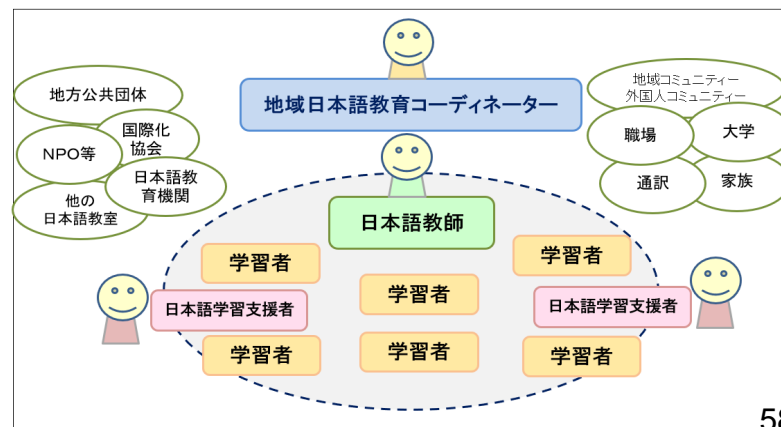 地域日本語教育コーディネーター
地方公共団体
国際化
協会
NPO等
日本語教
育機関
他の
日本語教室
地域コミュニティー
外国人コミュニティー
職場
大学
通訳
家族
日本語教師
学習者
学習者
学習者
日本語学習支援者
日本語学習支援者
学習者
学習者
学習者
58